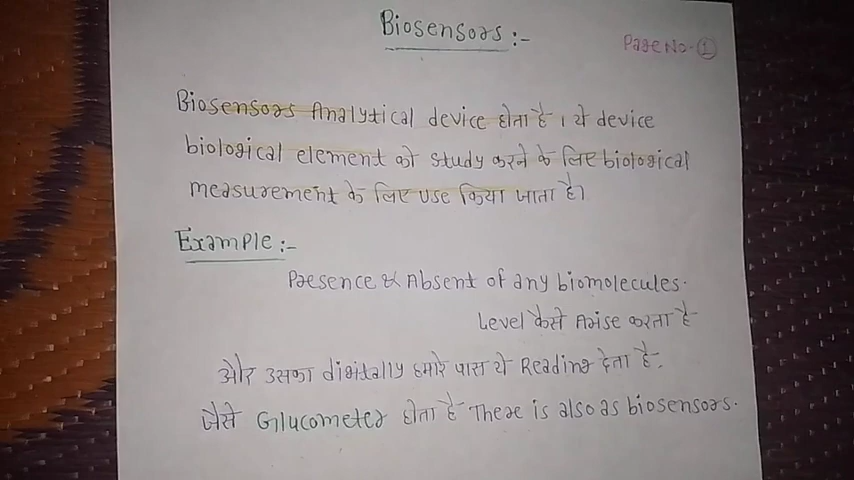 Biosensors :-
Page No. 1
Biosensors Analytical device होता है। ये device
biological element को study करने के लिए biological
measurement के लिए use किया जाता है।
Example :-
Presence & Absent of any biomolecules.
Level कैसे Arise करता है
और उसका digitally हमारे पास ये Reading देता है.
जैसे Glucometer होता है There is also as biosensors.